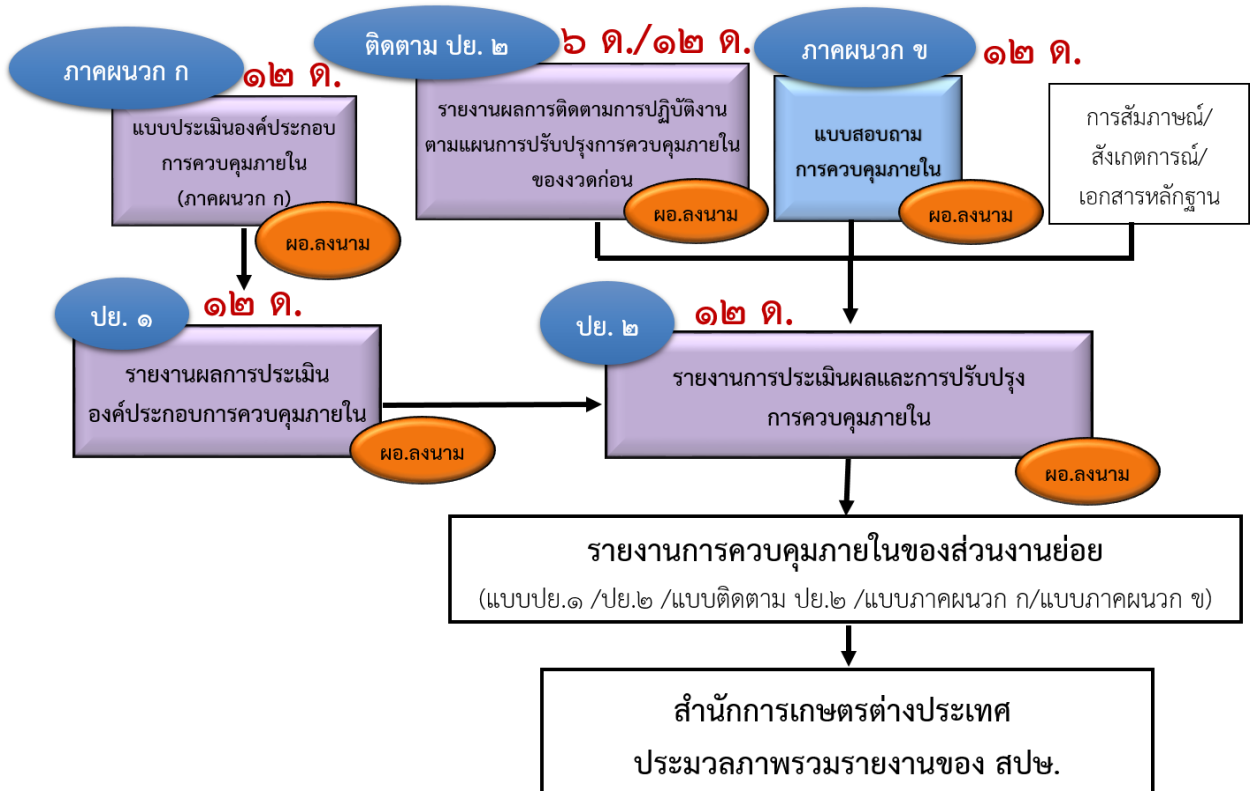 ภาคผนวก ก
๑๒ ด.
แบบประเมินองค์ประกอบ
การควบคุมภายใน
(ภาคผนวก ก)
ผอ.ลงนาม
ติดตาม ปย. ๒
๖ ด./๑๒ ด.
รายงานผลการติดตามการปฏิบัติงาน
ตามแผนการปรับปรุงการควบคุมภายใน
ของงวดก่อน
ผอ.ลงนาม
ภาคผนวก ข
๑๒ ด.
แบบสอบถาม
การควบคุมภายใน
ผอ.ลงนาม
การสัมภาษณ์/
สังเกตการณ์/
เอกสารหลักฐาน
ปย. ๑
๑๒ ด.
รายงานผลการประเมิน
องค์ประกอบการควบคุมภายใน
ผอ.ลงนาม
ปย. ๒
๑๒ ด.
รายงานการประเมินผลและการปรับปรุง
การควบคุมภายใน
ผอ.ลงนาม
รายงานการควบคุมภายในของส่วนงานย่อย
(แบบปย.๑ /ปย.๒ /แบบติดตาม ปย.๒ /แบบภาคผนวก ก/แบบภาคผนวก ข)
สำนักการเกษตรต่างประเทศ
ประมวลภาพรวมรายงานของ สปษ.